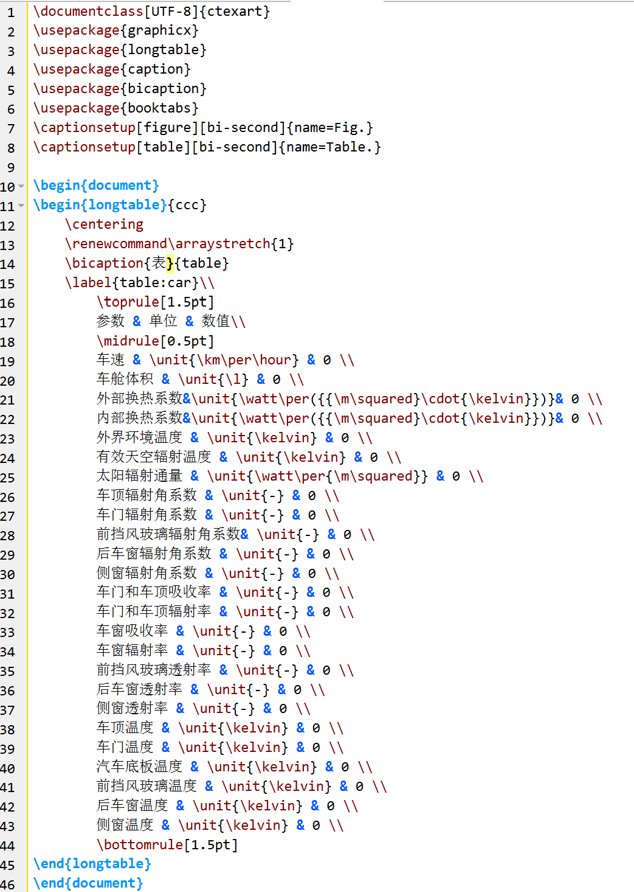 1 \documentclass[UTF-8]{ctexart}
2 \usepackage{graphicx}
3 \usepackage{longtable}
4 \usepackage{caption}
5 \usepackage{bicaption}
6 \usepackage{booktabs}
7 \captionsetup[figure][bi-second]{name=Fig.}
8 \captionsetup[table][bi-second]{name=Table.}
9
10 \begin{document}
11 \begin{longtable}{ccc}
12 \centering
13 \renewcommand\arraystretch{1}
14 \bicaption{表}{table}
15 \label{table:car}\\
16 \toprule[1.5pt]
17 参数 & 单位 & 数值\\
18 \midrule[0.5pt]
19 车速 & \unit{\km\per\hour} & 0 \\
20 车舱体积 & \unit{\l} & 0 \\
21 外部换热系数&\unit{\watt\per({{\m\squared}\cdot{\kelvin}})}& 0 \\
22 内部换热系数&\unit{\watt\per({{\m\squared}\cdot{\kelvin}})}& 0 \\
23 外界环境温度 & \unit{\kelvin} & 0 \\
24 有效天空辐射温度 & \unit{\kelvin} & 0 \\
25 太阳辐射通量 & \unit{\watt\per{\m\squared}} & 0 \\
26 车顶辐射角系数 & \unit{-} & 0 \\
27 车门辐射角系数 & \unit{-} & 0 \\
28 前挡风玻璃辐射角系数& \unit{-} & 0 \\
29 后车窗辐射角系数 & \unit{-} & 0 \\
30 侧窗辐射角系数 & \unit{-} & 0 \\
31 车门和车顶吸收率 & \unit{-} & 0 \\
32 车门和车顶辐射率 & \unit{-} & 0 \\
33 车窗吸收率 & \unit{-} & 0 \\
34 车窗辐射率 & \unit{-} & 0 \\
35 前挡风玻璃透射率 & \unit{-} & 0 \\
36 后车窗透射率 & \unit{-} & 0 \\
37 侧窗透射率 & \unit{-} & 0 \\
38 车顶温度 & \unit{\kelvin} & 0 \\
39 车门温度 & \unit{\kelvin} & 0 \\
40 汽车底板温度 & \unit{\kelvin} & 0 \\
41 前挡风玻璃温度 & \unit{\kelvin} & 0 \\
42 后车窗温度 & \unit{\kelvin} & 0 \\
43 侧窗温度 & \unit{\kelvin} & 0 \\
44 \bottomrule[1.5pt]
45 \end{longtable}
46 \end{document}